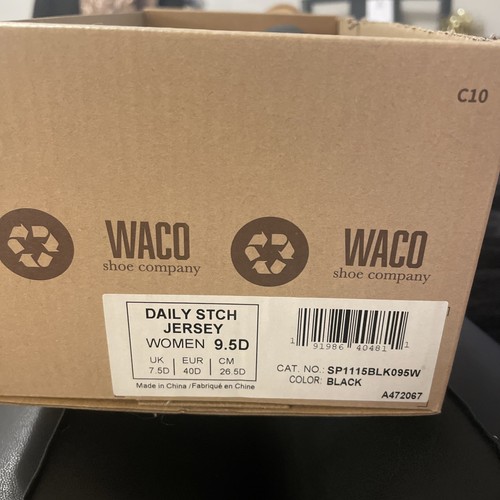 C10
WACO WACO
shoe company shoe company
DAILY STCH
JERSEY
WOMEN 9.5D
UK EUR CM
7.5D 40D 26.5D
Made in China / Fabriqué en Chine
1 91986 40481 1
CAT. NO.: SP1115BLK095W
COLOR: BLACK
A472067